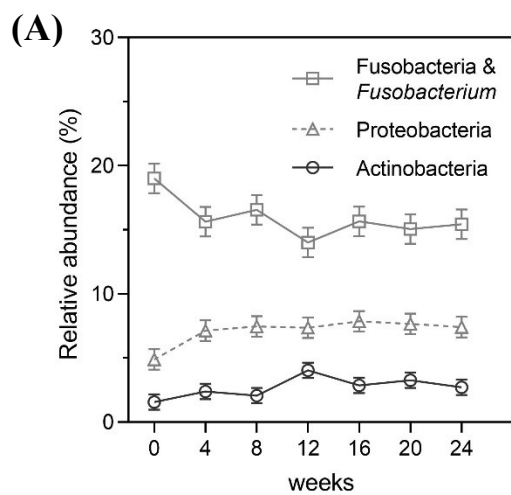 (A)
30
20
10
0
Relative abundance (%)
Fusobacteria &
Fusobacterium
Proteobacteria
Actinobacteria
0 4 8 12 16 20 24
weeks